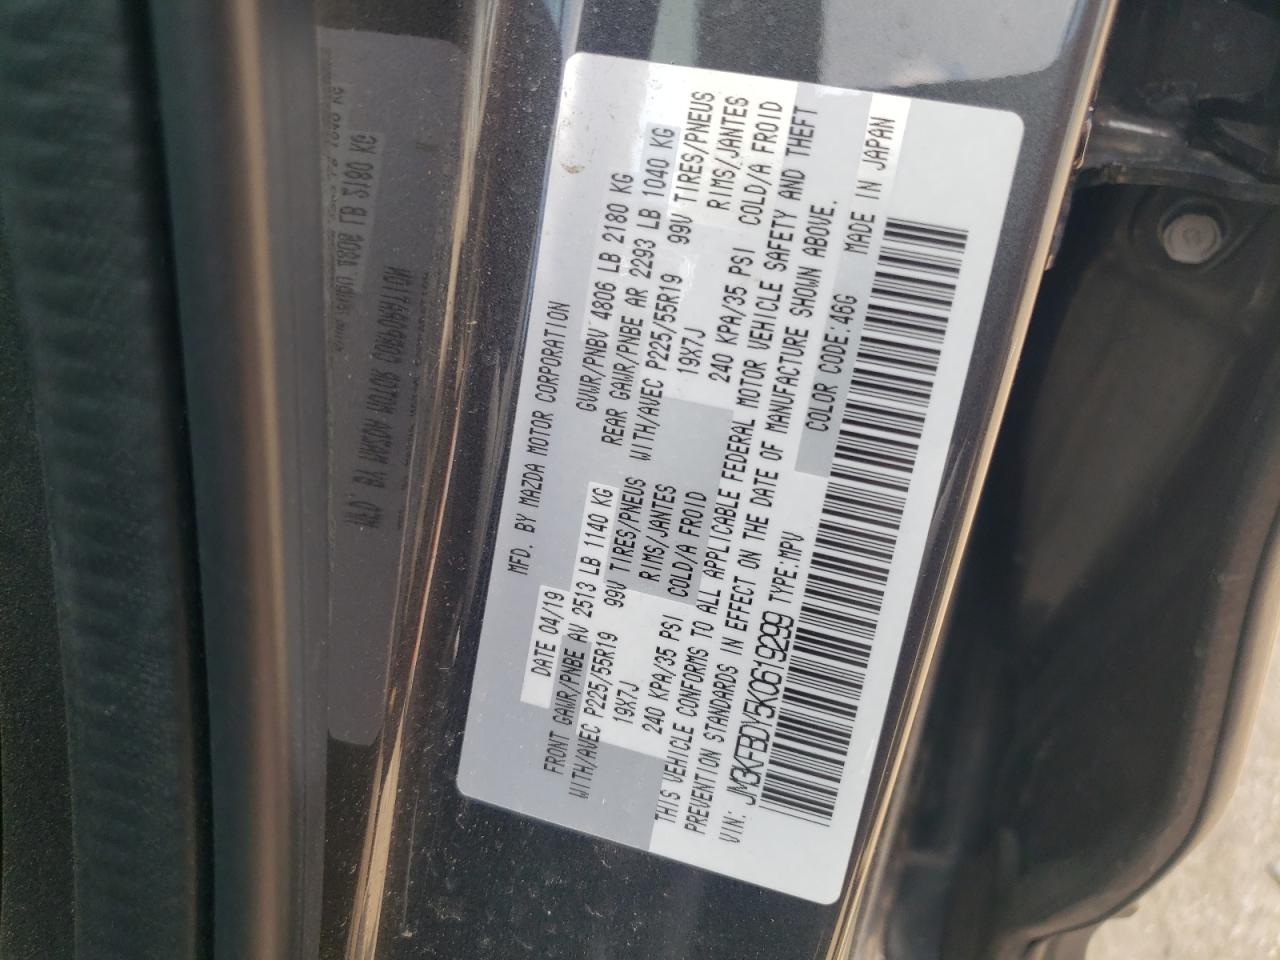 MFD. BY MAZDA MOTOR CORPORATION
DATE 04/19 GVWR/PNBV 4806 LB 2180 KG
FRONT GAWR/PNBE AV 2513 LB 1140 KG REAR GAWR/PNBE AR 2293 LB 1040 KG
WITH/AVEC P225/55R19 99V TIRES/PNEUS WITH/AVEC P225/55R19 99V TIRES/PNEUS
19X7J RIMS/JANTES 19X7J RIMS/JANTES
240 KPA/35 PSI COLD/A FROID 240 KPA/35 PSI COLD/A FROID
THIS VEHICLE CONFORMS TO ALL APPLICABLE FEDERAL MOTOR VEHICLE SAFETY AND THEFT
PREVENTION STANDARDS IN EFFECT ON THE DATE OF MANUFACTURE SHOWN ABOVE.
VIN: JM3KFBDY5K0619299 TYPE:MPV COLOR CODE:46G MADE IN JAPAN